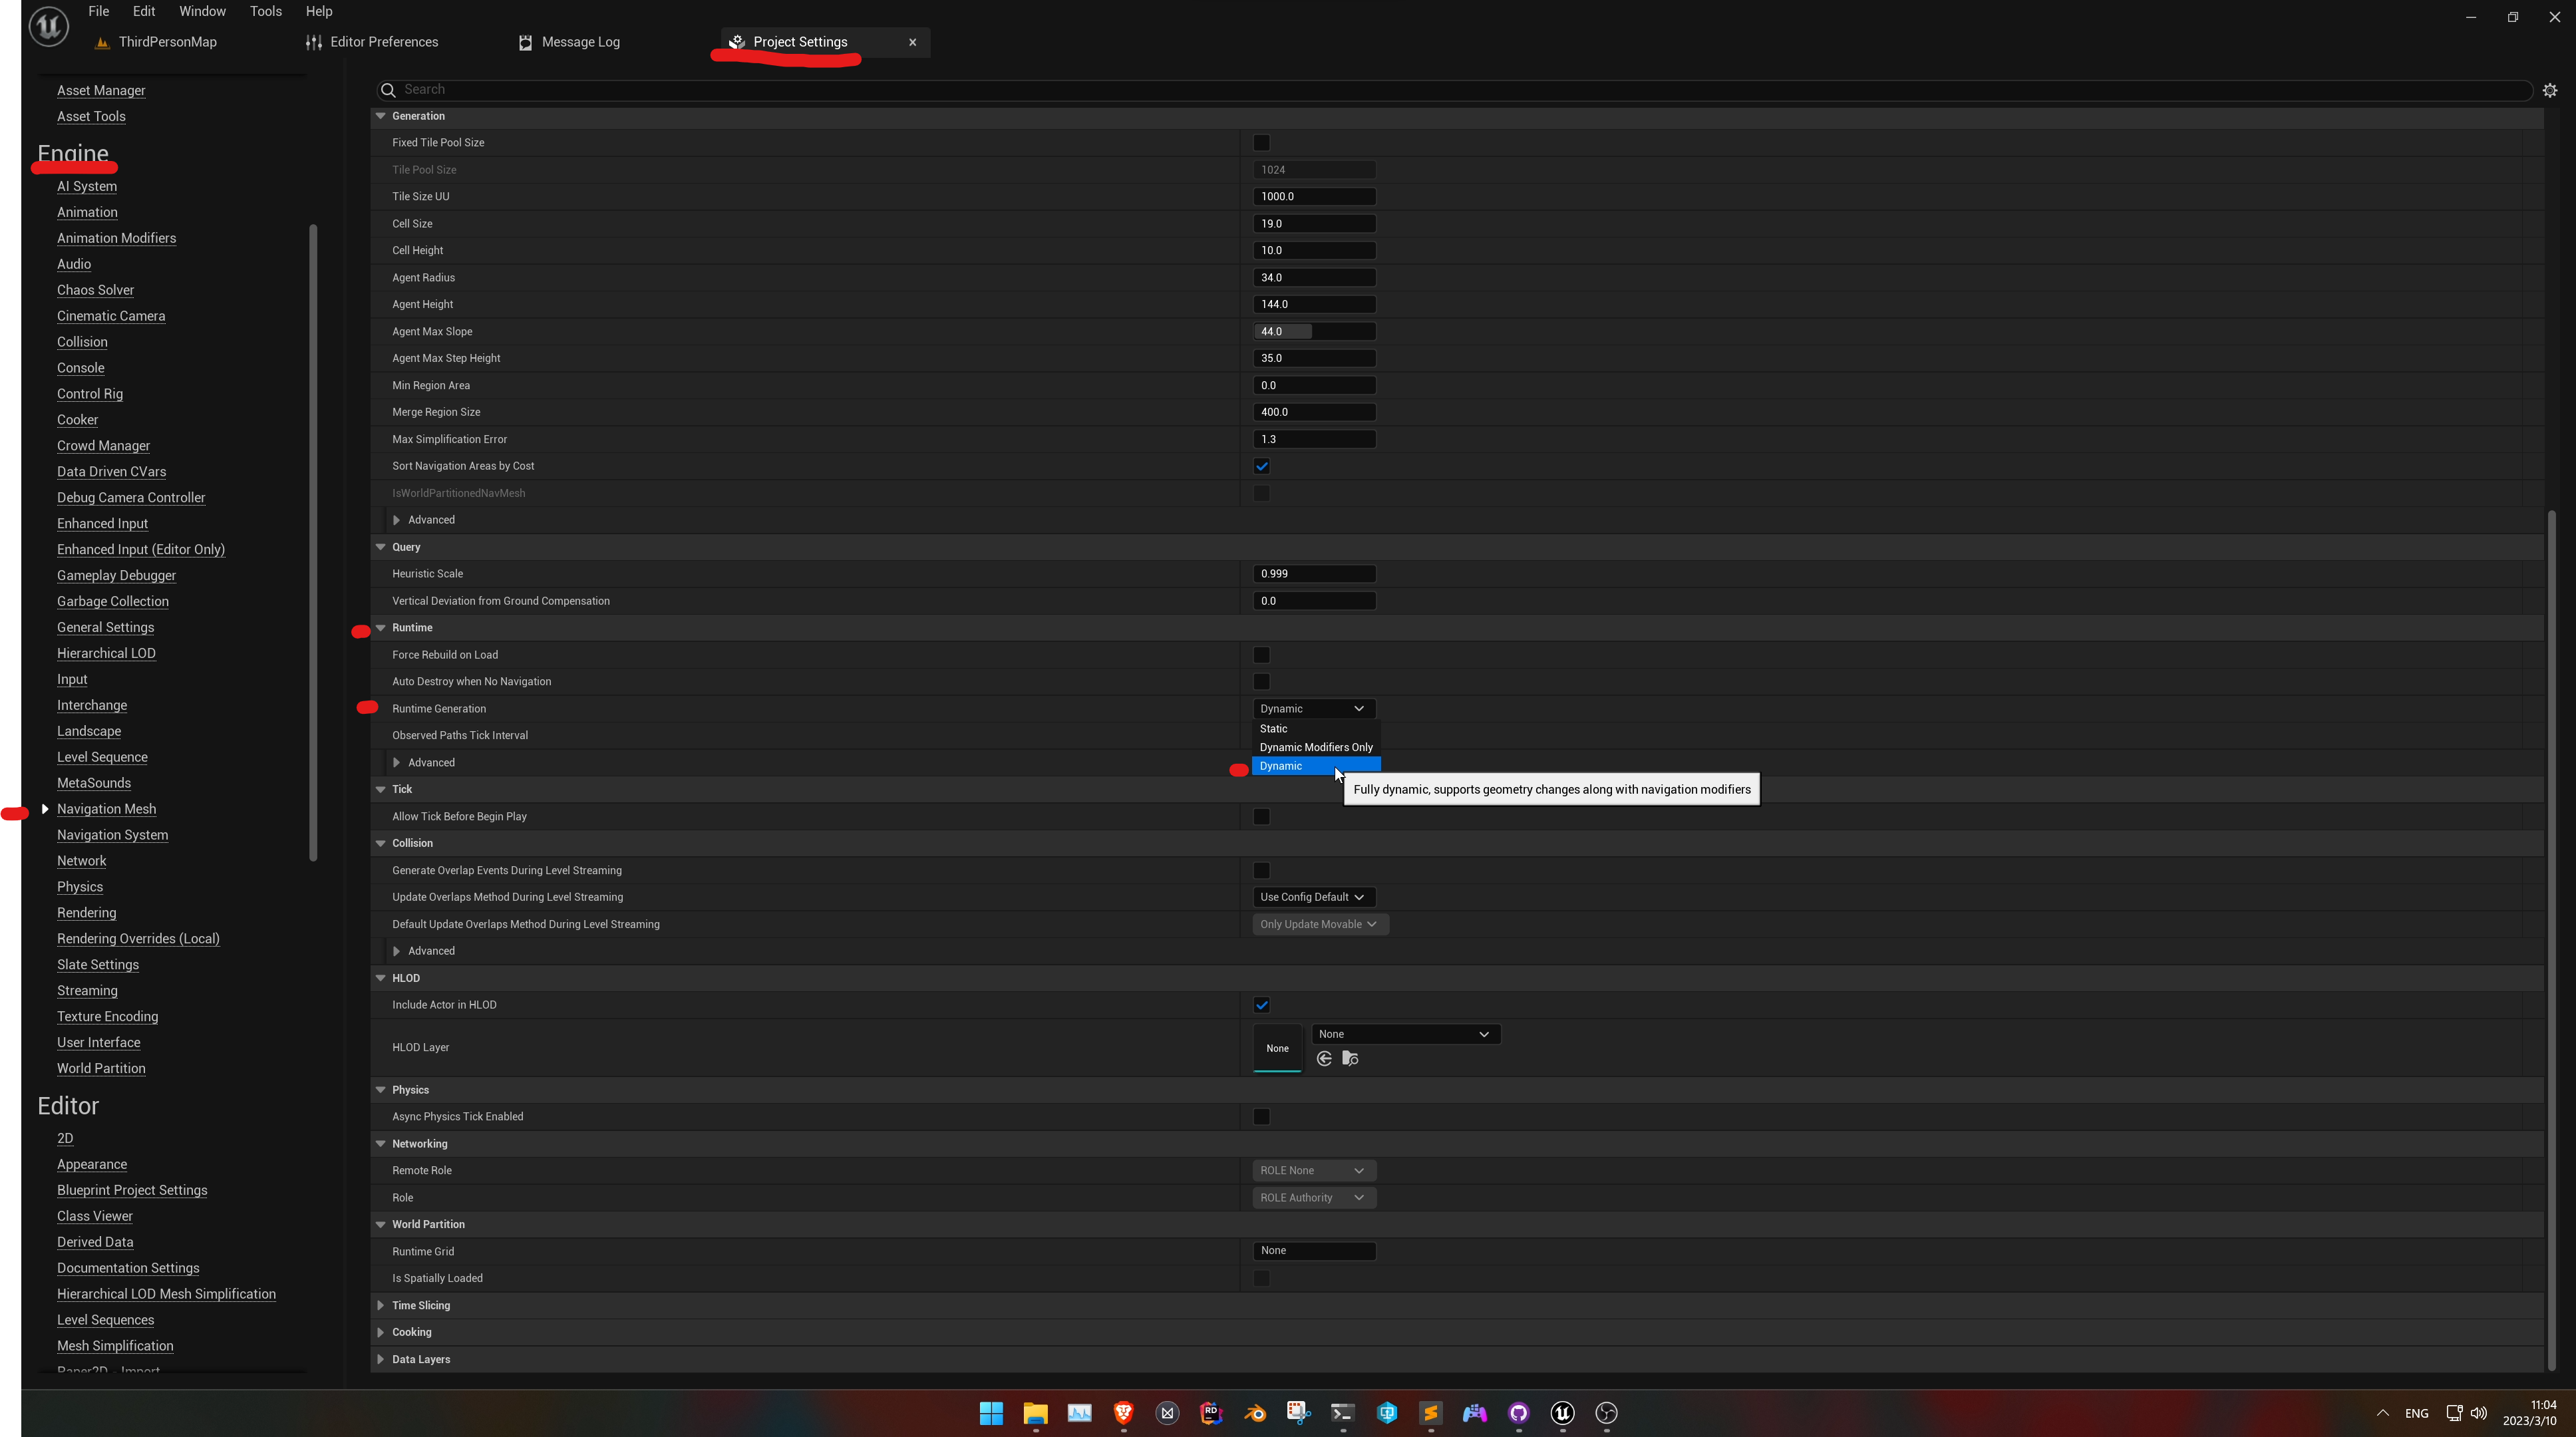 File Edit Window Tools Help
ThirdPersonMap Editor Preferences Message Log Project Settings
Asset Manager
Asset Tools
Engine
AI System
Animation
Animation Modifiers
Audio
Chaos Solver
Cinematic Camera
Collision
Console
Control Rig
Cooker
Crowd Manager
Data Driven CVars
Debug Camera Controller
Enhanced Input
Enhanced Input (Editor Only)
Gameplay Debugger
Garbage Collection
General Settings
Hierarchical LOD
Input
Interchange
Landscape
Level Sequence
MetaSounds
Navigation Mesh
Navigation System
Network
Physics
Rendering
Rendering Overrides (Local)
Slate Settings
Streaming
Texture Encoding
User Interface
World Partition
Editor
2D
Appearance
Blueprint Project Settings
Class Viewer
Derived Data
Documentation Settings
Hierarchical LOD Mesh Simplification
Level Sequences
Mesh Simplification
Paper2D - Import
Search
Generation
Fixed Tile Pool Size
Tile Pool Size 1024
Tile Size UU 1000.0
Cell Size 19.0
Cell Height 10.0
Agent Radius 34.0
Agent Height 144.0
Agent Max Slope 44.0
Agent Max Step Height 35.0
Min Region Area 0.0
Merge Region Size 400.0
Max Simplification Error 1.3
Sort Navigation Areas by Cost
IsWorldPartitionedNavMesh
Advanced
Query
Heuristic Scale 0.999
Vertical Deviation from Ground Compensation 0.0
Runtime
Force Rebuild on Load
Auto Destroy when No Navigation
Runtime Generation Dynamic
Static
Observed Paths Tick Interval
Dynamic Modifiers Only
Advanced
Dynamic
Fully dynamic, supports geometry changes along with navigation modifiers
Tick
Allow Tick Before Begin Play
Collision
Generate Overlap Events During Level Streaming
Update Overlaps Method During Level Streaming Use Config Default
Default Update Overlaps Method During Level Streaming Only Update Movable
Advanced
HLOD
Include Actor in HLOD
HLOD Layer None None
Physics
Async Physics Tick Enabled
Networking
Remote Role ROLE None
Role ROLE Authority
World Partition
Runtime Grid None
Is Spatially Loaded
Time Slicing
Cooking
Data Layers
RD
ENG
11:04
2023/3/10